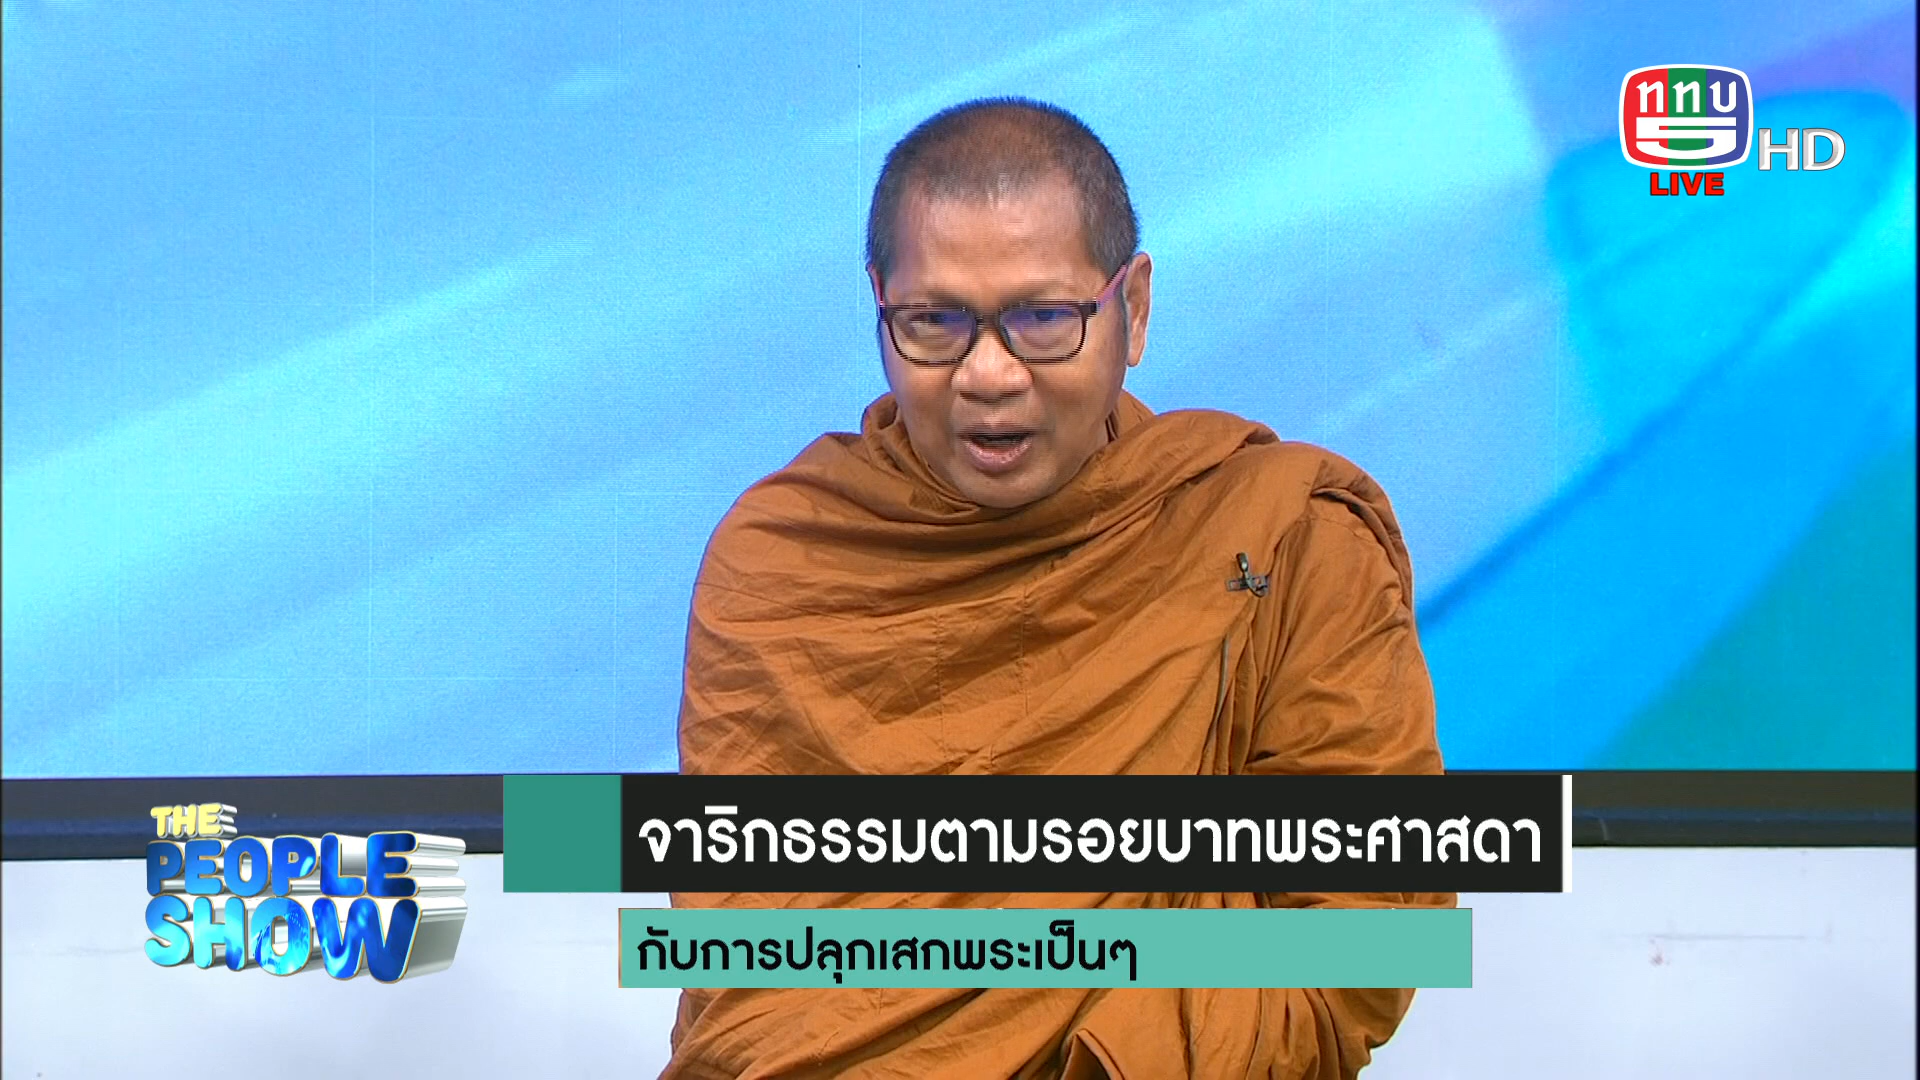 ททบ
5 HD
LIVE
THE
PEOPLE
SHOW
จาริกธรรมตามรอยบาทพระศาสดา
กับการปลุกเสกพระเป็นๆ